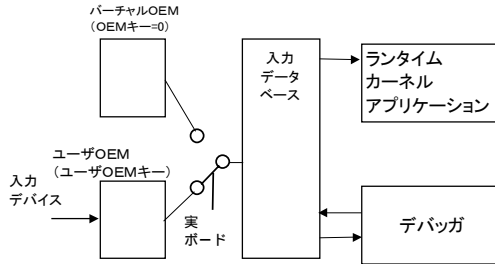 バーチャルOEM
(OEMキー=0)
ユーザOEM
(ユーザOEMキー)
入力
デバイス
実
ボード
入力
データ
ベース
ランタイム
カーネル
アプリケーション
デバッガ